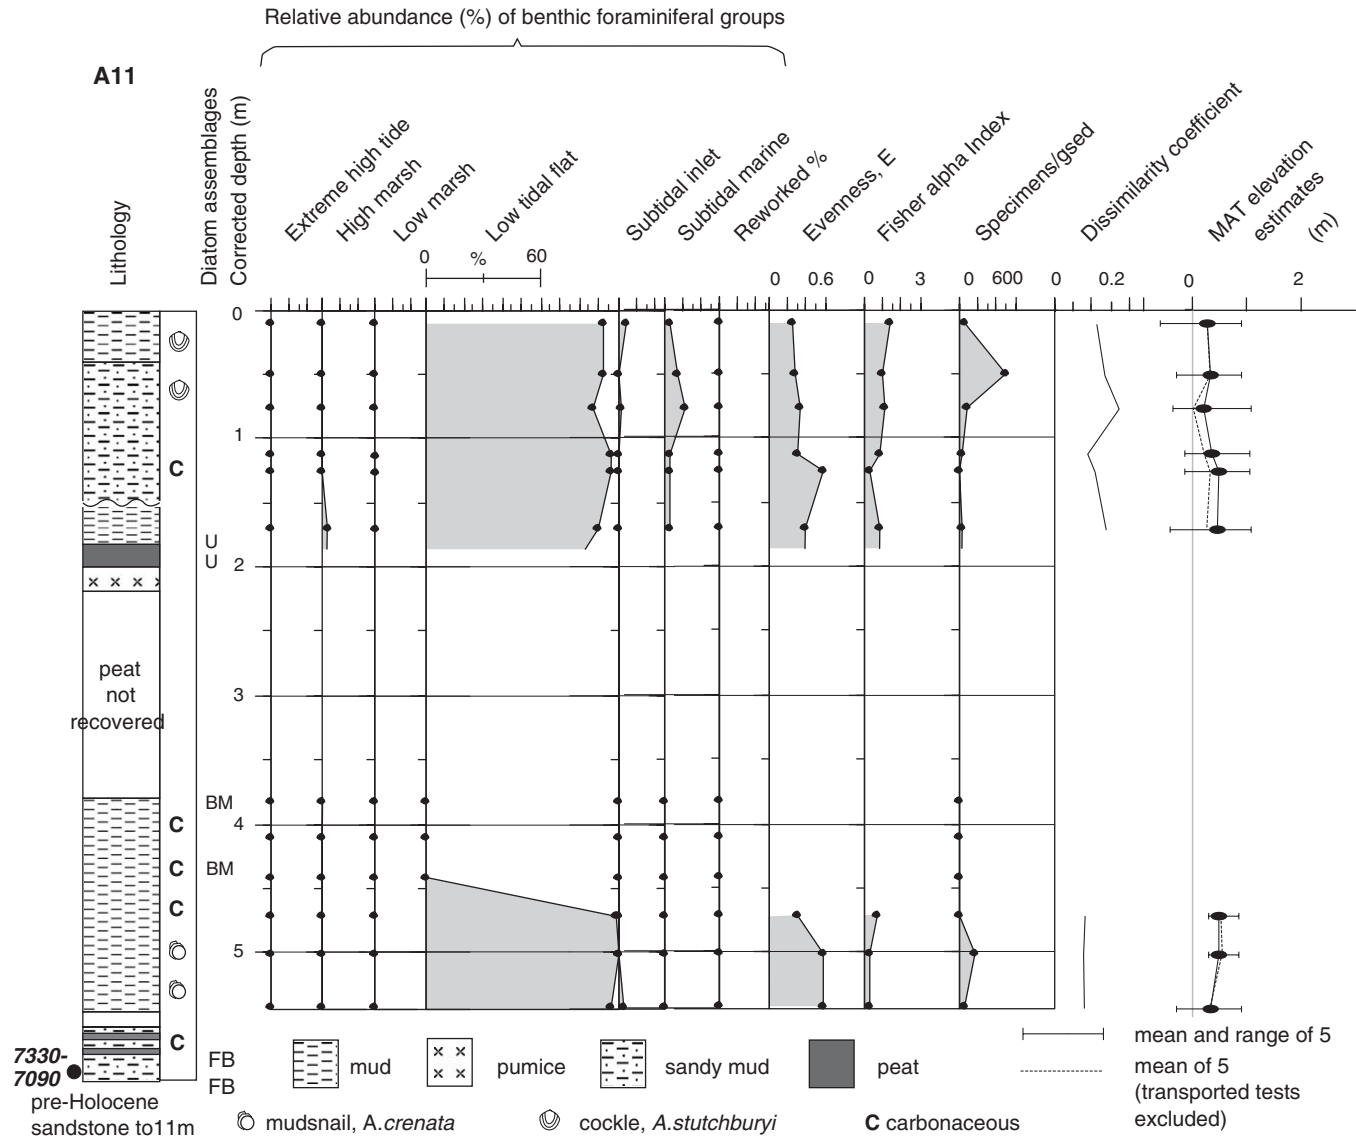 Relative abundance (%) of benthic foraminiferal groups
A11
Lithology
Diatom assemblages
Corrected depth (m)
Extreme high tide
High marsh
Low marsh
Low tidal flat
Subtidal inlet
Subtidal marine
Reworked %
Evenness, E
Fisher alpha Index
Specimens/gsed
Dissimilarity coefficient
MAT elevation
estimates
(m)
0 % 60
0 0.6
0 3
0 600
0 0.2
0 2
0
1
C
U
U
2
peat
not
recovered
3
BM
C
4
C
BM
C
5
C
7330-
7090
FB
FB
pre-Holocene
sandstone to11m
mud
pumice
sandy mud
peat
mean and range of 5
mean of 5
(transported tests
excluded)
mudsnail, A.crenata
cockle, A.stutchburyi
C carbonaceous